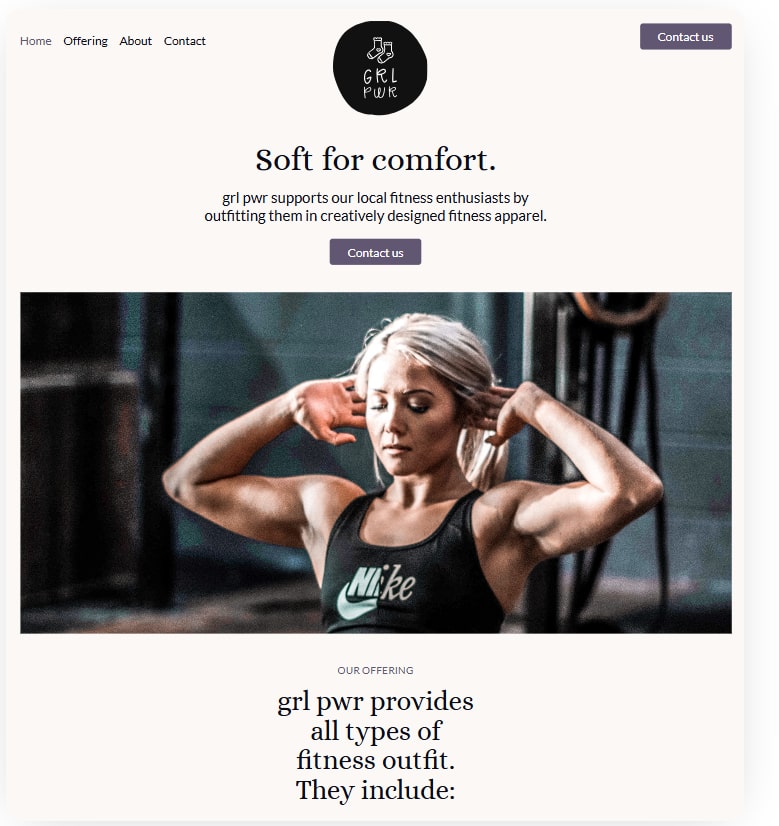 Home Offering About Contact
GRL
PWR
Contact us
Soft for comfort.
grl pwr supports our local fitness enthusiasts by
outfitting them in creatively designed fitness apparel.
Contact us
Nike
OUR OFFERING
grl pwr provides
all types of
fitness outfit.
They include: